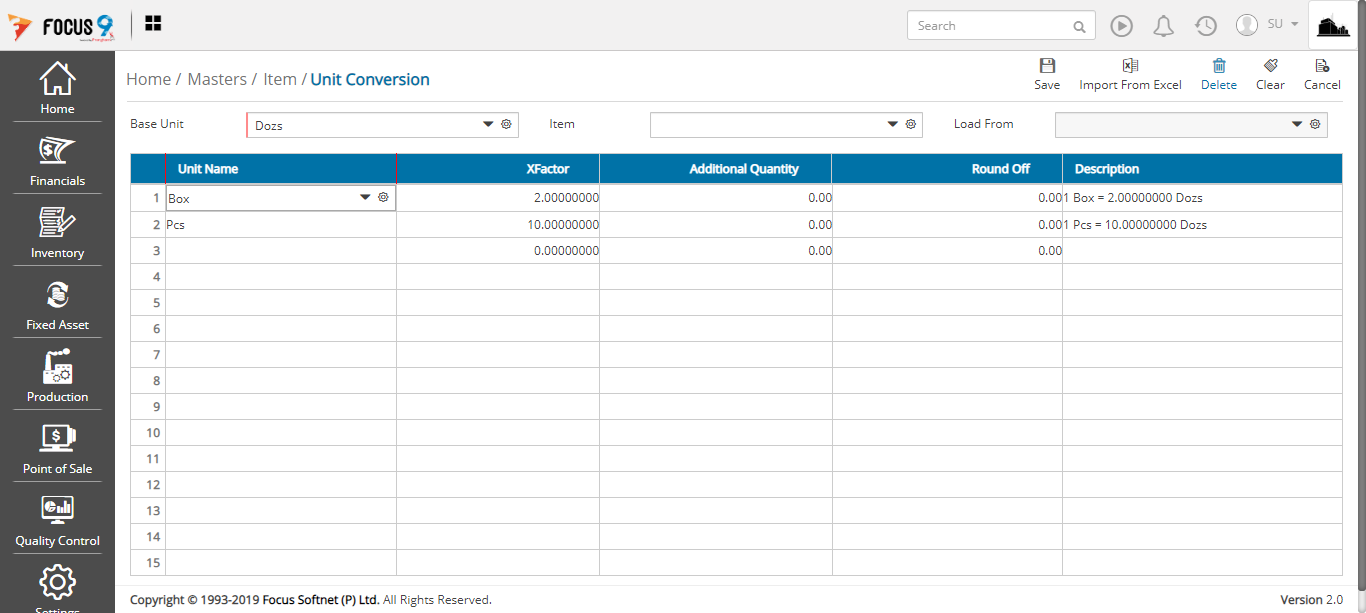 FOCUS 9
Search
SU
Home
Financials
Inventory
Fixed Asset
Production
Point of Sale
Quality Control
Settings
Home / Masters / Item / Unit Conversion
Save Import From Excel Delete Clear Cancel
Base Unit Dozs Item Load From
Unit Name XFactor Additional Quantity Round Off Description
1 Box 2.00000000 0.00 0.00 1 Box = 2.00000000 Dozs
2 Pcs 10.00000000 0.00 0.00 1 Pcs = 10.00000000 Dozs
3 0.00000000 0.00 0.00
4
5
6
7
8
9
10
11
12
13
14
15
Copyright © 1993-2019 Focus Softnet (P) Ltd. All Rights Reserved. Version 2.0